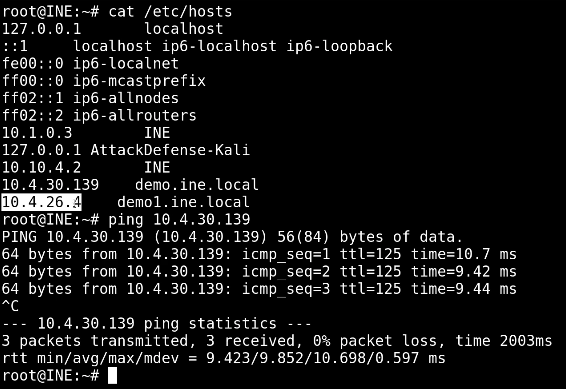 root@INE:~# cat /etc/hosts
127.0.0.1       localhost
::1     localhost ip6-localhost ip6-loopback
fe00::0 ip6-localnet
ff00::0 ip6-mcastprefix
ff02::1 ip6-allnodes
ff02::2 ip6-allrouters
10.1.0.3        INE
127.0.0.1 AttackDefense-Kali
10.10.4.2       INE
10.4.30.139    demo.ine.local
10.4.26.4    demo1.ine.local
root@INE:~# ping 10.4.30.139
PING 10.4.30.139 (10.4.30.139) 56(84) bytes of data.
64 bytes from 10.4.30.139: icmp_seq=1 ttl=125 time=10.7 ms
64 bytes from 10.4.30.139: icmp_seq=2 ttl=125 time=9.42 ms
64 bytes from 10.4.30.139: icmp_seq=3 ttl=125 time=9.44 ms
^C
--- 10.4.30.139 ping statistics ---
3 packets transmitted, 3 received, 0% packet loss, time 2003ms
rtt min/avg/max/mdev = 9.423/9.852/10.698/0.597 ms
root@INE:~#